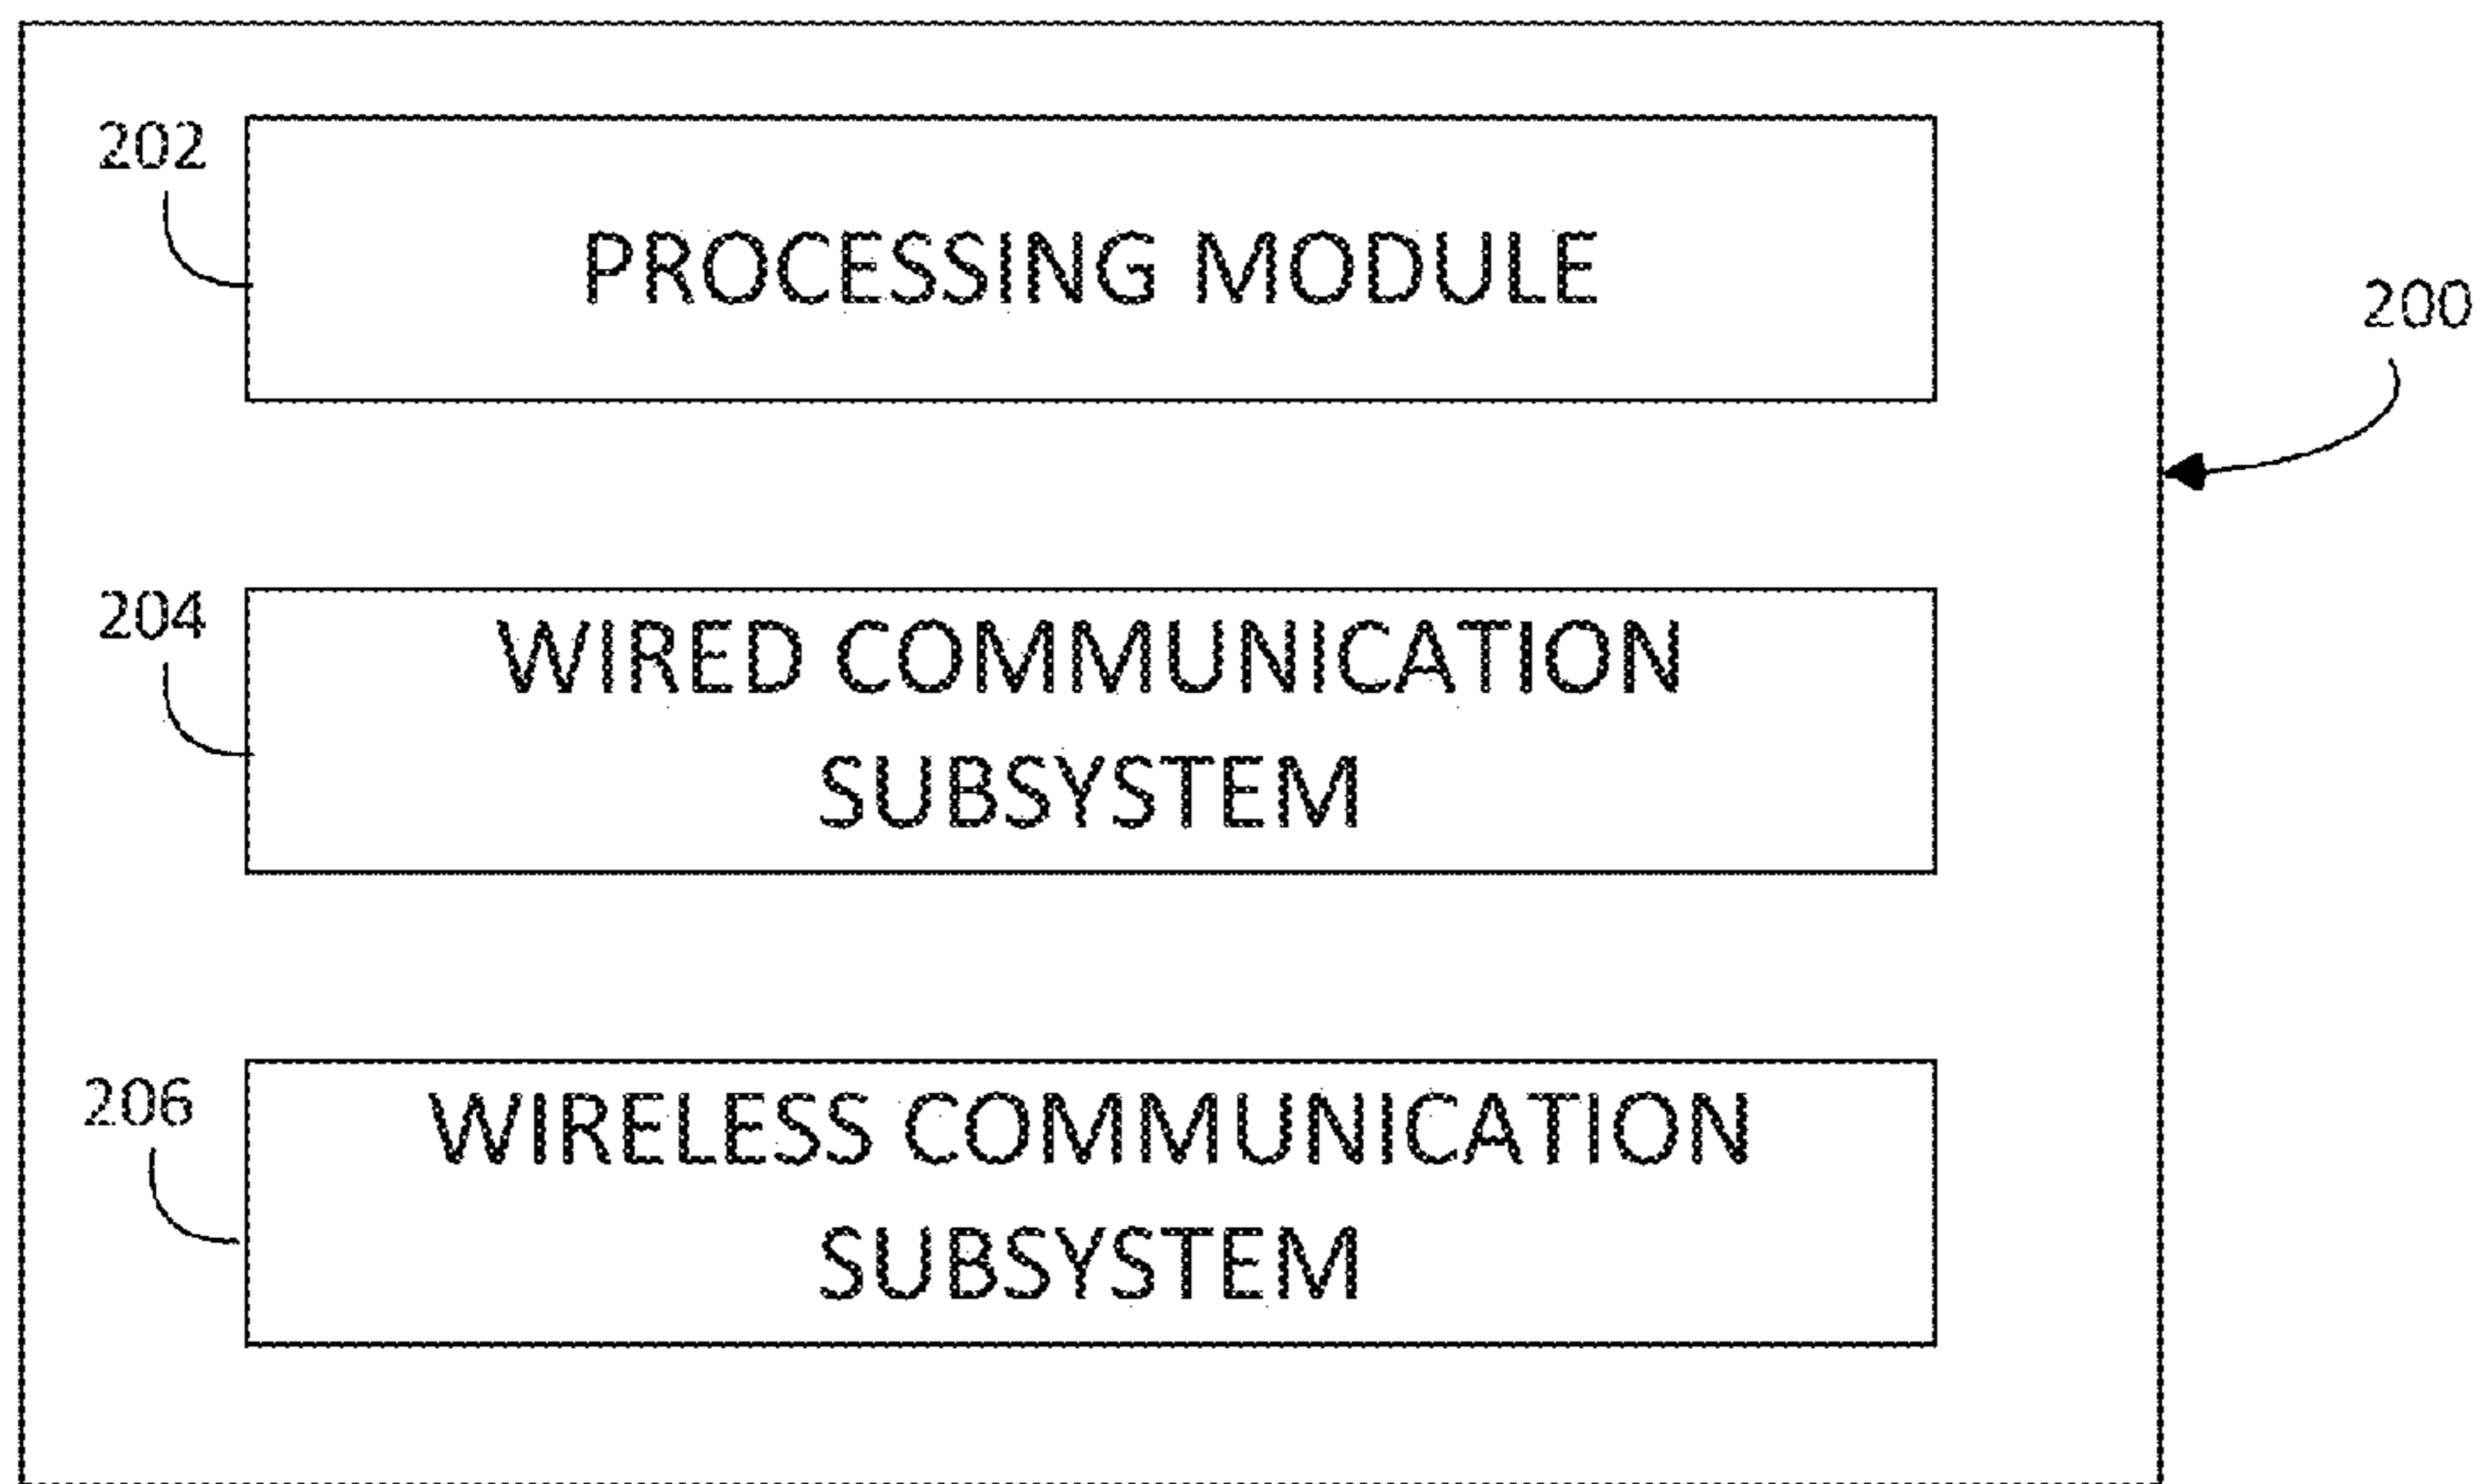 202
PROCESSING MODULE
200
204
WIRED COMMUNICATION
SUBSYSTEM
206
WIRELESS COMMUNICATION
SUBSYSTEM